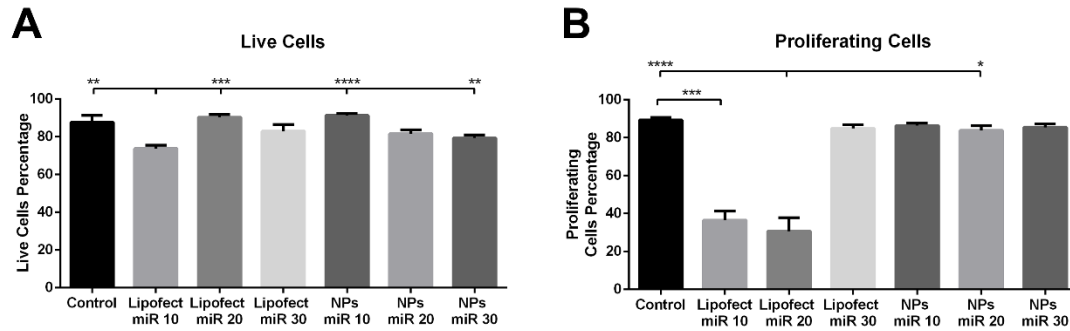 A
Live Cells
** *** **** **
Live Cells Percentage
100
80
60
40
20
0
Control Lipofect miR 10 Lipofect miR 20 Lipofect miR 30 NPs miR 10 NPs miR 20 NPs miR 30
B
Proliferating Cells
**** *
***
Proliferating
Cells Percentage
100
80
60
40
20
0
Control Lipofect miR 10 Lipofect miR 20 Lipofect miR 30 NPs miR 10 NPs miR 20 NPs miR 30